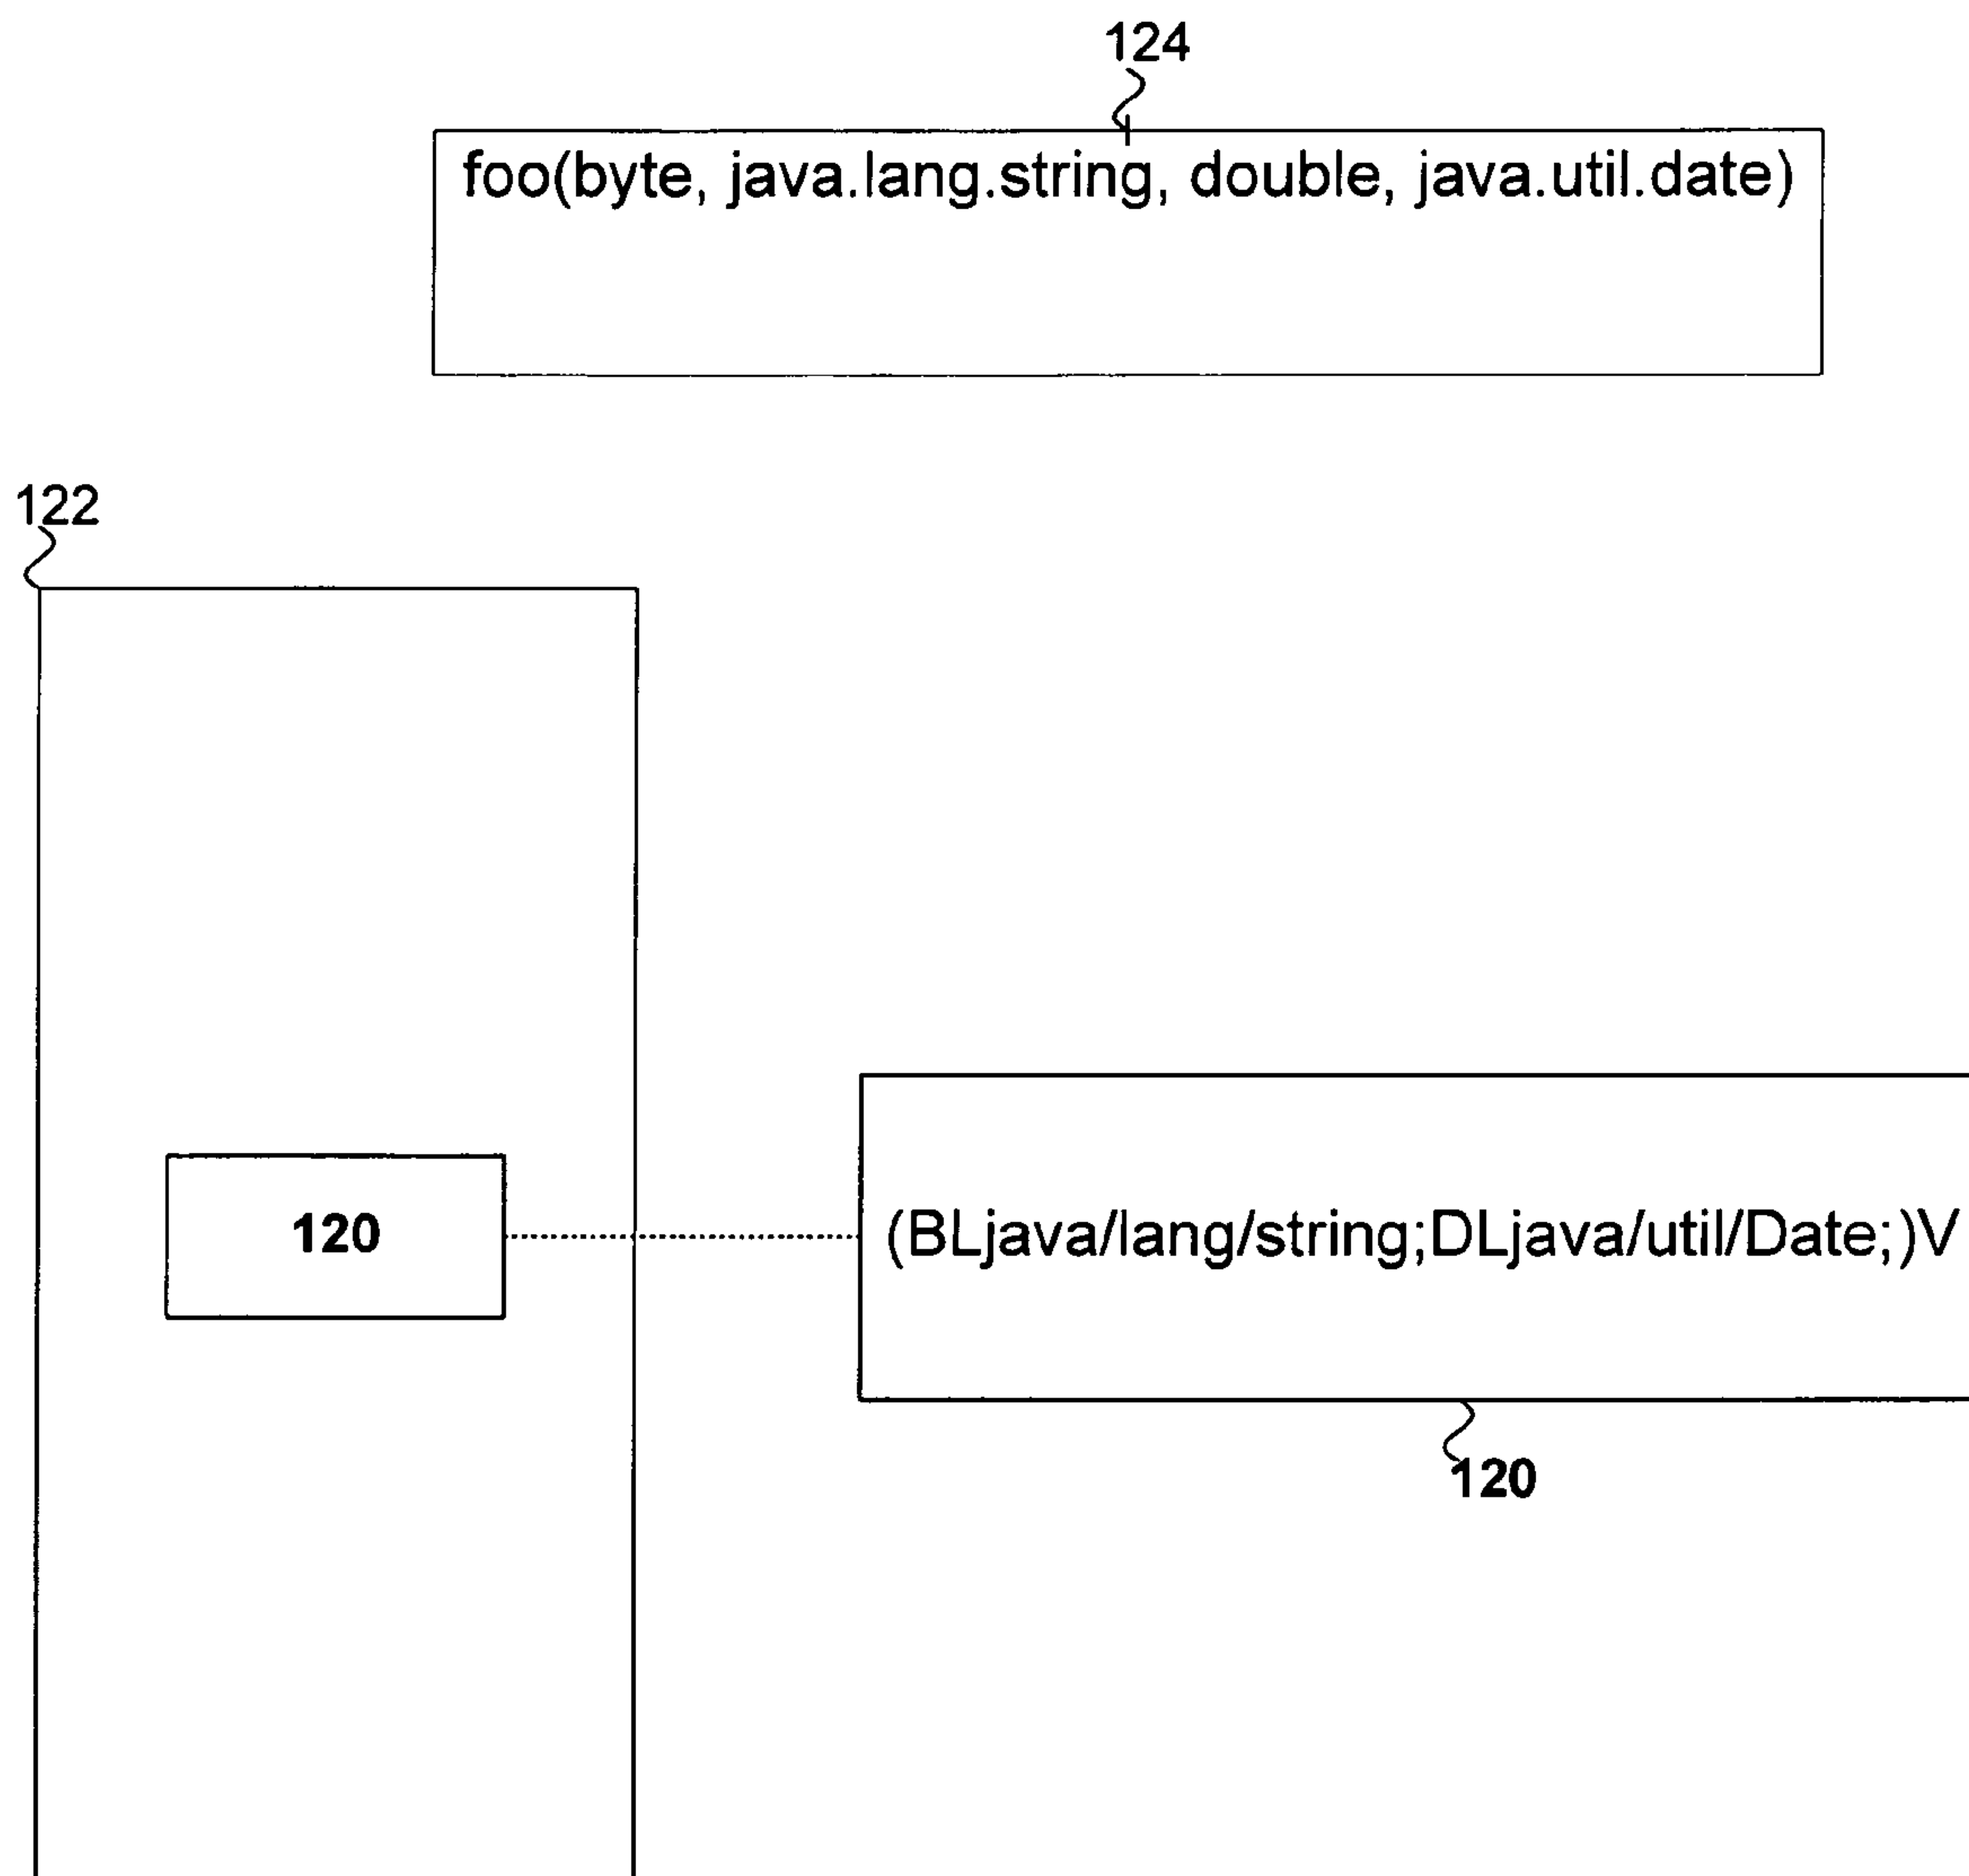 124
foo(byte, java.lang.string, double, java.util.date)
122
120
(BLjava/lang/string;DLjava/util/Date;)V
120